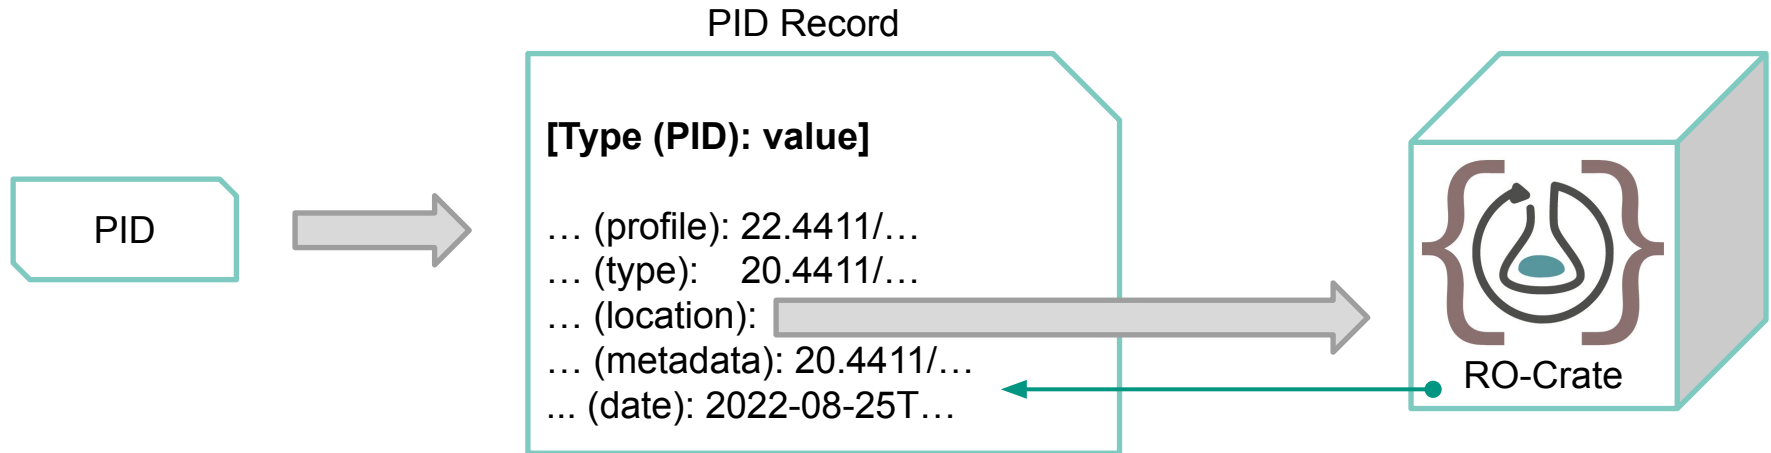 PID Record
[Type (PID): value]
PID
… (profile): 22.4411/…
… (type): 20.4411/…
… (location):
… (metadata): 20.4411/…
... (date): 2022-08-25T…
RO-Crate